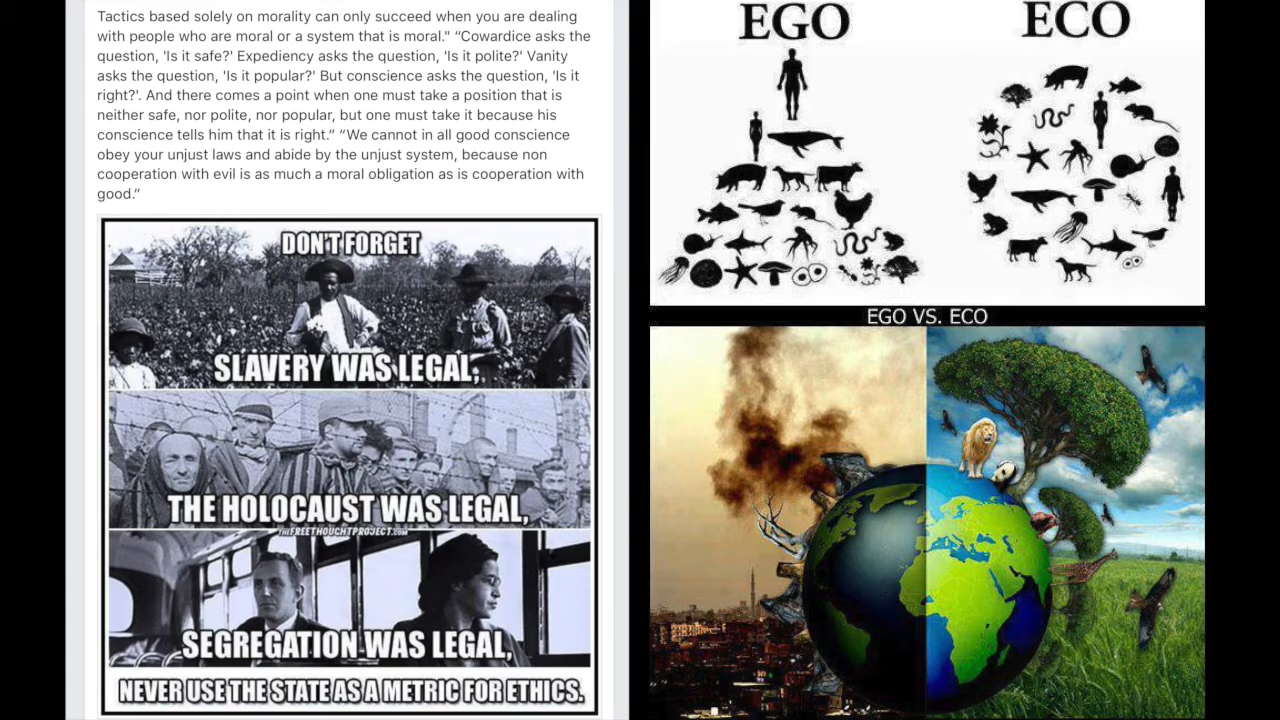 Tactics based solely on morality can only succeed when you are dealing
with people who are moral or a system that is moral." “Cowardice asks the
question, 'Is it safe?' Expediency asks the question, 'Is it polite?' Vanity
asks the question, 'Is it popular?' But conscience asks the question, 'Is it
right?'. And there comes a point when one must take a position that is
neither safe, nor polite, nor popular, but one must take it because his
conscience tells him that it is right.” “We cannot in all good conscience
obey your unjust laws and abide by the unjust system, because non
cooperation with evil is as much a moral obligation as is cooperation with
good.”
DON'T FORGET
SLAVERY WAS LEGAL,
THE HOLOCAUST WAS LEGAL,
THEFREETHOUGHTPROJECT.COM
SEGREGATION WAS LEGAL,
NEVER USE THE STATE AS A METRIC FOR ETHICS.
EGO
ECO
EGO VS. ECO